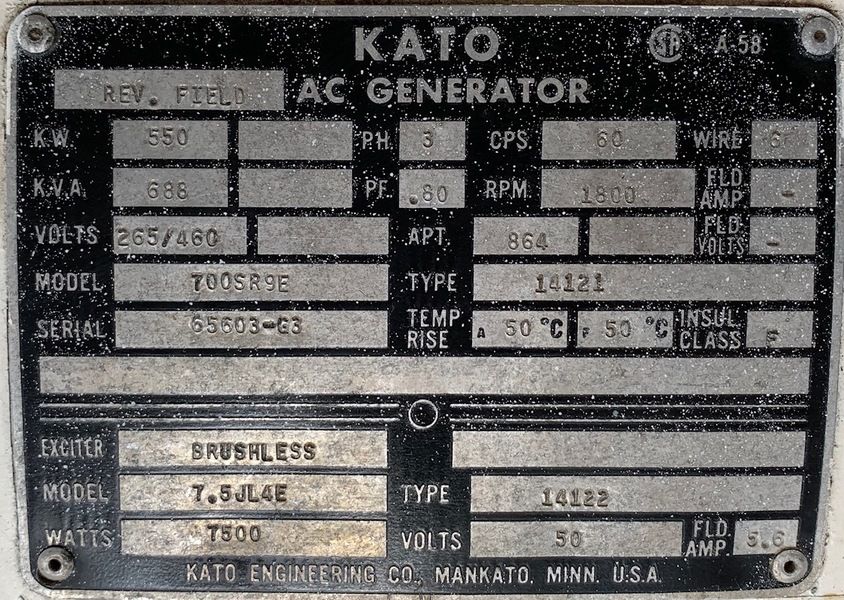 KATO SA A-58
REV. FIELD AC GENERATOR
K.W. 550 PH. 3 CPS. 60 WIRE 6
K.V.A. 688 PF. .80 RPM 1800 FLD. AMP. -
VOLTS 265/460 APT. 864 FLD. VOLTS -
MODEL 700SR9E TYPE 14121
SERIAL 65603-G3 TEMP. RISE A 50 °C F 50 °C INSUL. CLASS F
EXCITER BRUSHLESS
MODEL 7.5JL4E TYPE 14122
WATTS 7500 VOLTS 50 FLD. AMP. 5.6
KATO ENGINEERING CO., MANKATO, MINN. U.S.A.